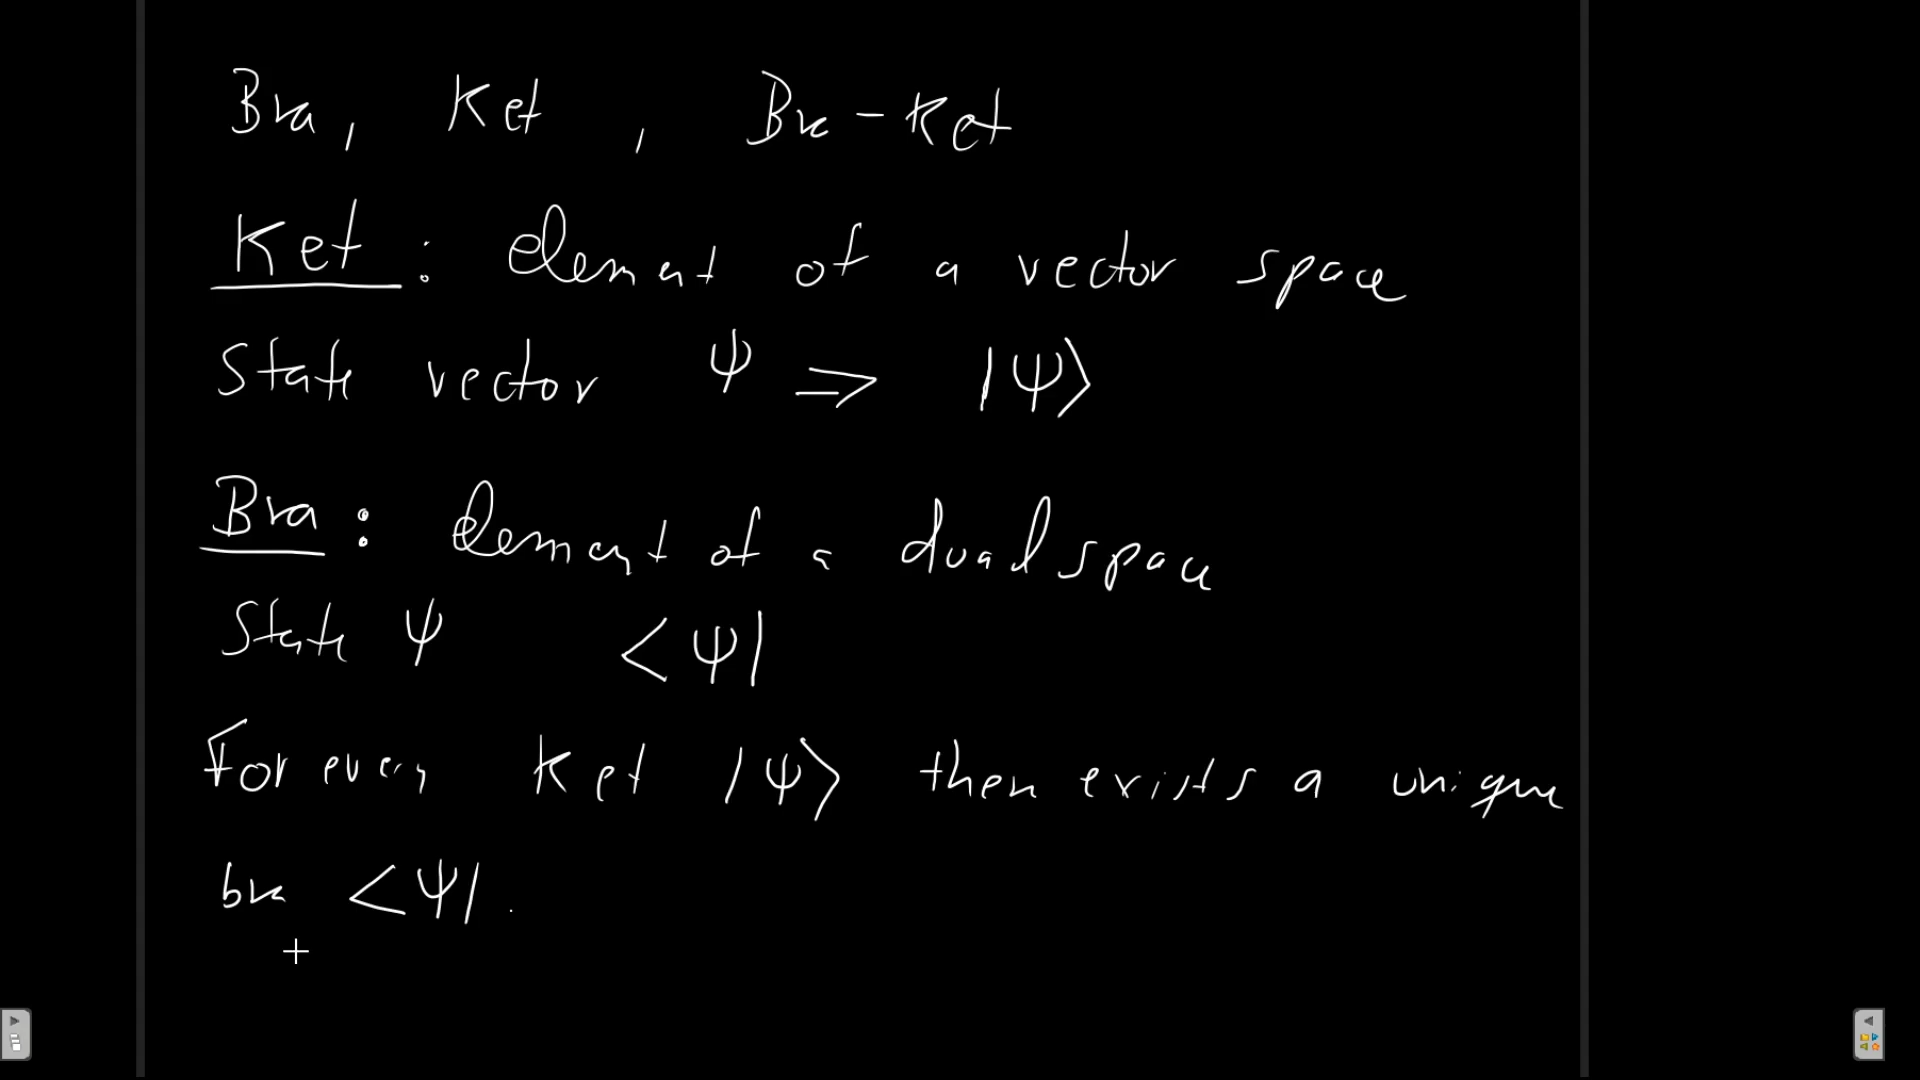 Bra, Ket, Bra-Ket
Ket: element of a vector space
State vector ψ ⇒ |ψ⟩
Bra: element of a dual space
State ψ <ψ|
For every Ket |ψ⟩ then exists a unique
bra <ψ|.